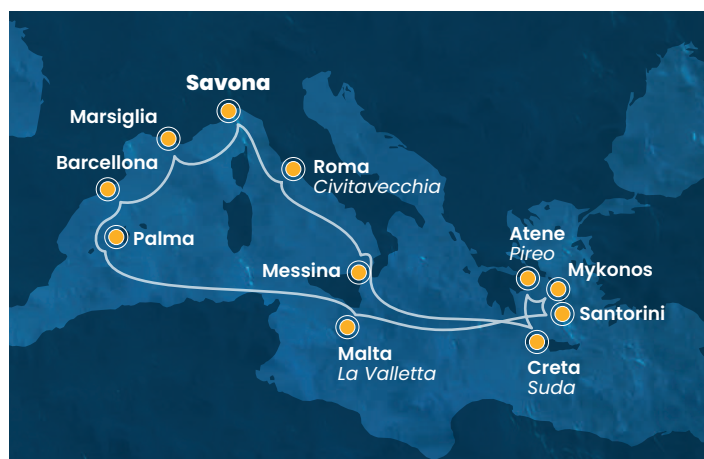 Savona
Marsiglia
Barcellona
Roma
Civitavecchia
Palma
Atene
Pireo
Messina
Mykonos
Santorini
Malta
La Valletta
Creta
Suda